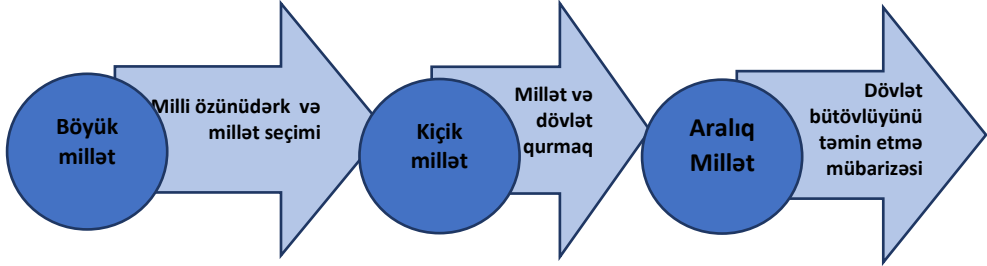 Böyük
millət
Milli özünüdərk və
millət seçimi
Kiçik
millət
Millət və
dövlət
qurmaq
Aralıq
Millət
Dövlət
bütövlüyünü
təmin etmə
mübarizəsi